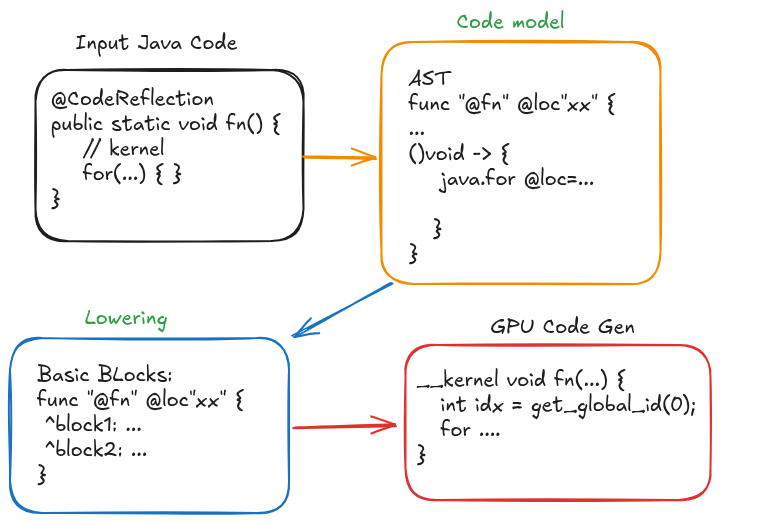 Input Java Code
@CodeReflection
public static void fn() {
// kernel
for(...) { }
}
Code model
AST
func "@fn" @loc"xx" {
...
()void -> {
java.for @loc=...
}
}
Lowering
Basic BLocks:
func "@fn" @loc"xx" {
^block1: ...
^block2: ...
}
GPU Code Gen
__kernel void fn(...) {
int idx = get_global_id(0);
for ....
}